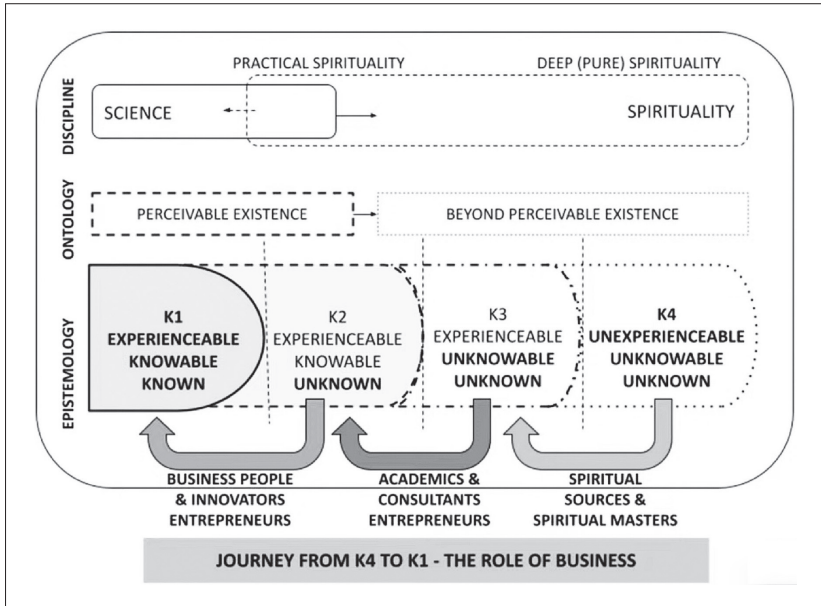 PRACTICAL SPIRITUALITY
DEEP (PURE) SPIRITUALITY
DISCIPLINE
SCIENCE
SPIRITUALITY
ONTOLOGY
PERCEIVABLE EXISTENCE
BEYOND PERCEIVABLE EXISTENCE
EPISTEMOLOGY
K1
EXPERIENCEABLE
KNOWABLE
KNOWN
K2
EXPERIENCEABLE
KNOWABLE
UNKNOWN
K3
EXPERIENCEABLE
UNKNOWABLE
UNKNOWN
K4
UNEXPERIENCEABLE
UNKNOWABLE
UNKNOWN
BUSINESS PEOPLE
& INNOVATORS
ENTREPRENEURS
ACADEMICS &
CONSULTANTS
ENTREPRENEURS
SPIRITUAL
SOURCES &
SPIRITUAL MASTERS
JOURNEY FROM K4 TO K1 - THE ROLE OF BUSINESS